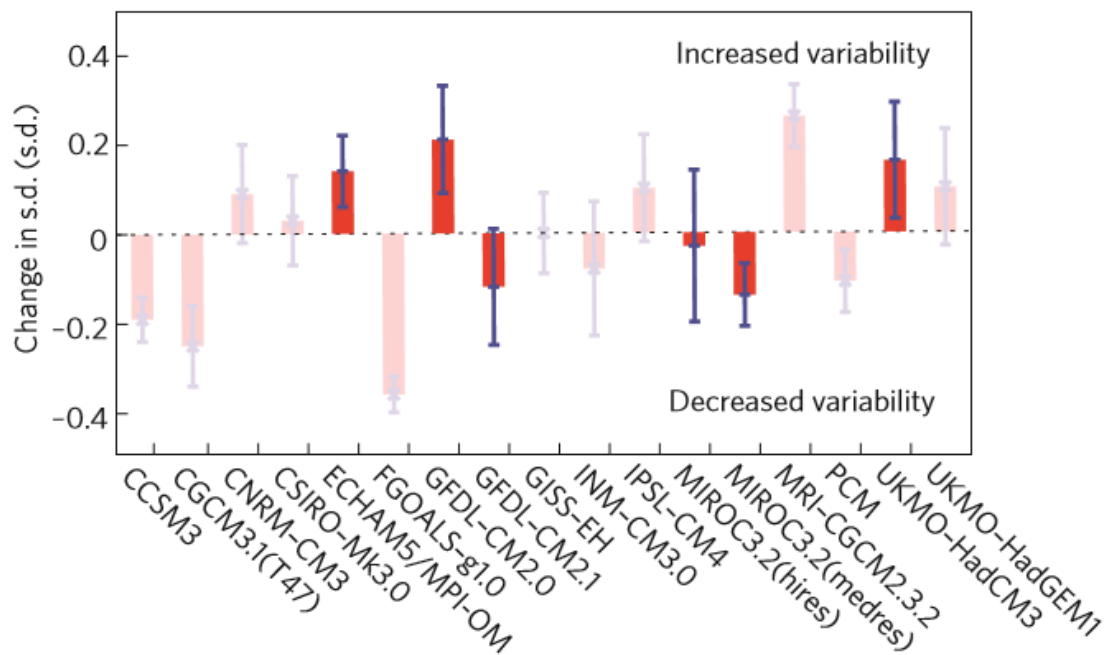 Increased variability
Decreased variability
Change in s.d. (s.d.)
0.4
0.2
0
−0.2
−0.4
CCSM3
CGCM3.1(T47)
CNRM-CM3
CSIRO-Mk3.0
ECHAM5/MPI-OM
FGOALS-g1.0
GFDL-CM2.0
GFDL-CM2.1
GISS-EH
INM-CM3.0
IPSL-CM4
MIROC3.2(hires)
MIROC3.2(medres)
MRI-CGCM2.3.2
PCM
UKMO-HadCM3
UKMO-HadGEM1